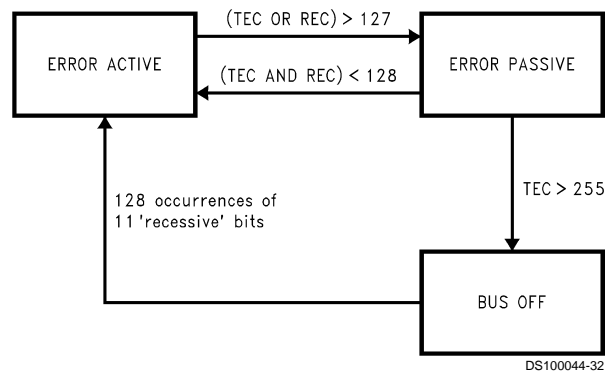 (TEC OR REC) > 127
ERROR ACTIVE
ERROR PASSIVE
(TEC AND REC) < 128
128 occurrences of
11 'recessive' bits
TEC > 255
BUS OFF
DS100044-32